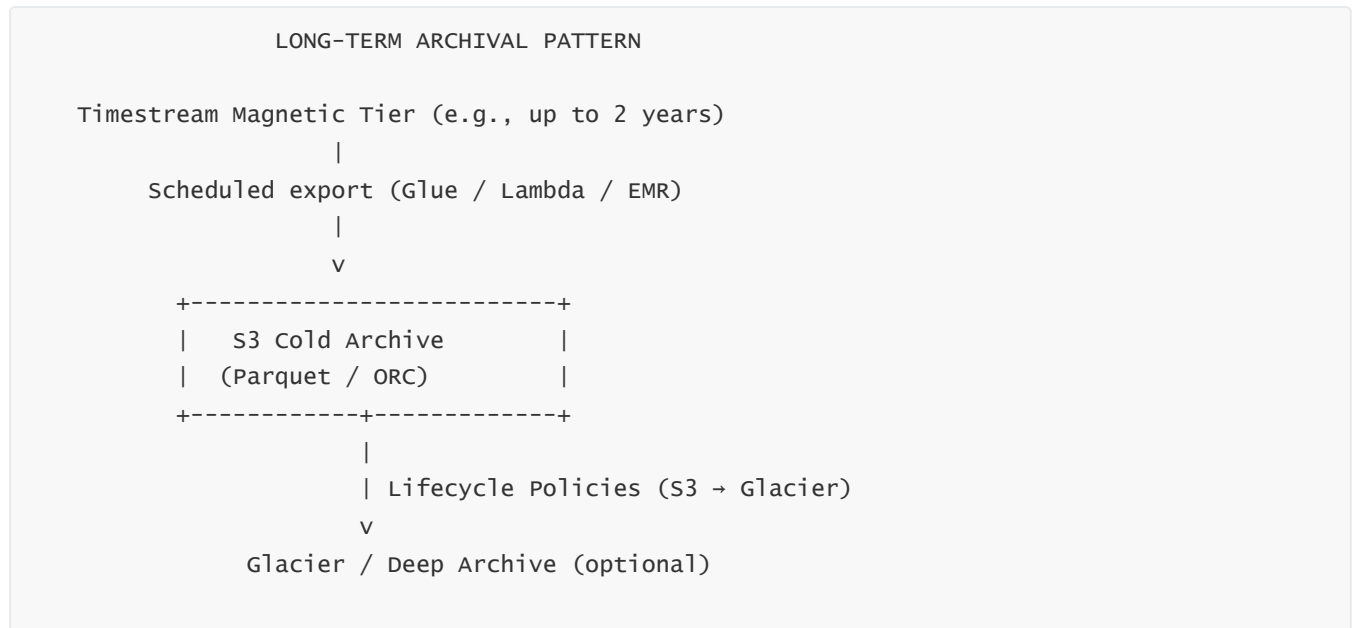 LONG-TERM ARCHIVAL PATTERN
Timestream Magnetic Tier (e.g., up to 2 years)
|
Scheduled export (Glue / Lambda / EMR)
|
v
+--------------------------+
|   S3 Cold Archive        |
|  (Parquet / ORC)         |
+------------+-------------+
|
| Lifecycle Policies (S3 → Glacier)
v
Glacier / Deep Archive (optional)